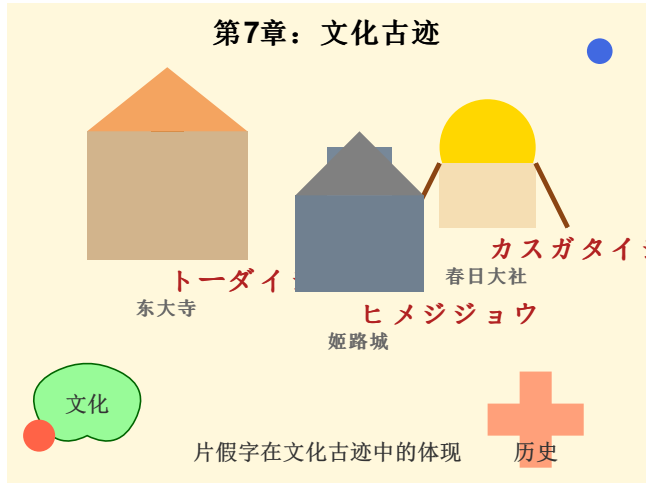 第7章：文化古迹
カスガタイ
春日大社
トーダイ
东大寺
ヒメジジョウ
姬路城
文化
片假字在文化古迹中的体现
历史